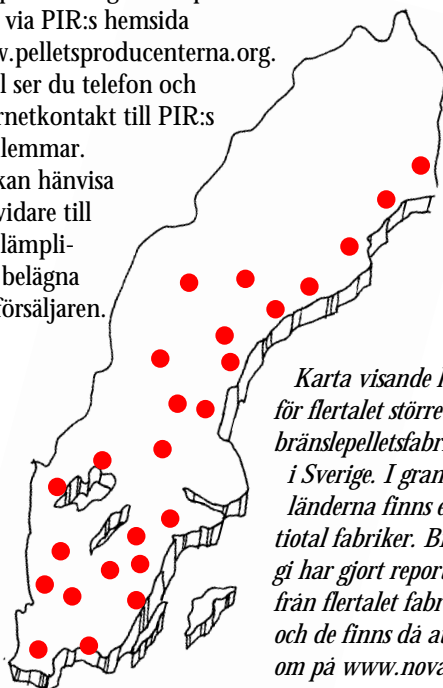 via PIR:s hemsida
w.pelletsproducenterna.org.
l ser du telefon och
rnetkontakt till PIR:s
lemmar.
kan hänvisa
vidare till
lämpli-
belägna
försäljaren.
Karta visande
för flertalet större
bränslepelletsfabri
i Sverige. I gran
länderna finns e
tiotal fabriker. B
gi har gjort report
från flertalet fabr
och de finns då at
om på www.nova